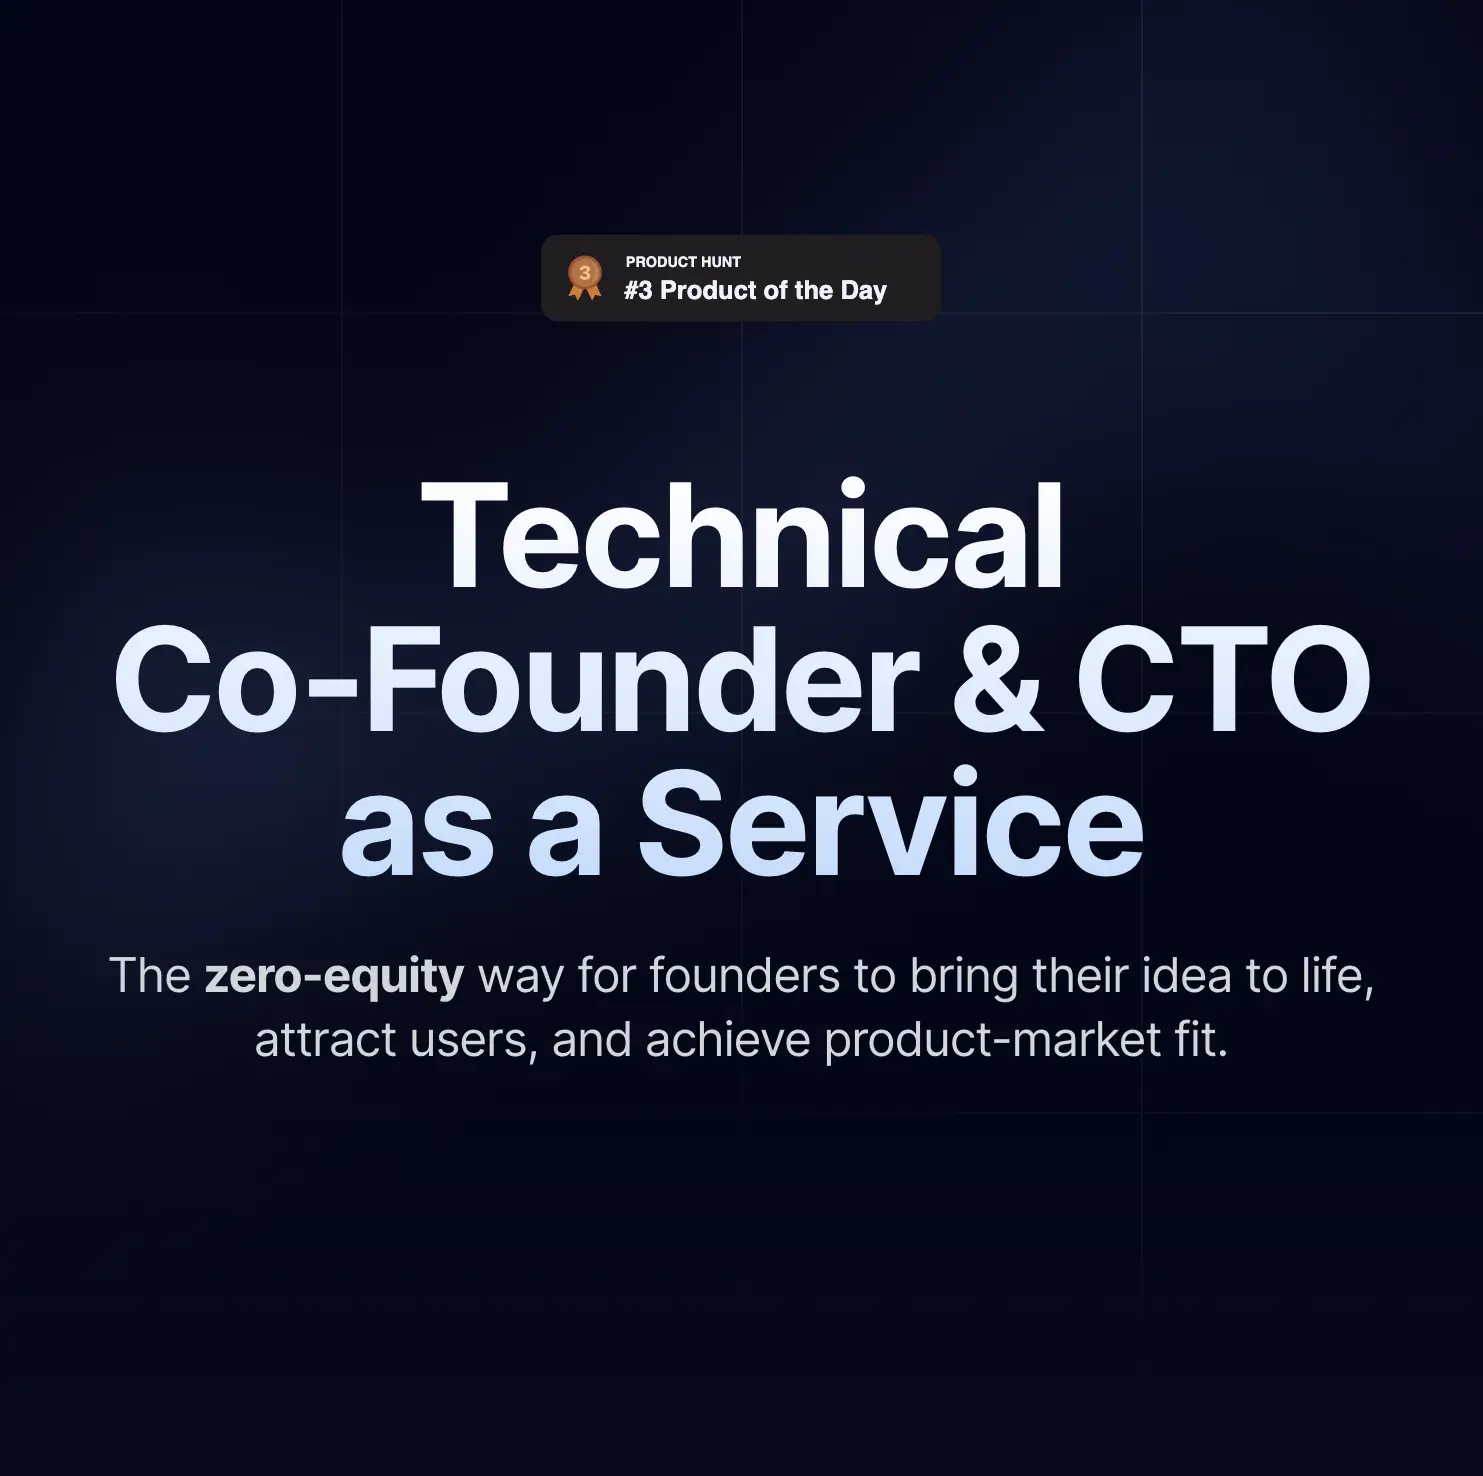 3
PRODUCT HUNT
#3 Product of the Day
Technical
Co-Founder & CTO
as a Service
The zero-equity way for founders to bring their idea to life,
attract users, and achieve product-market fit.